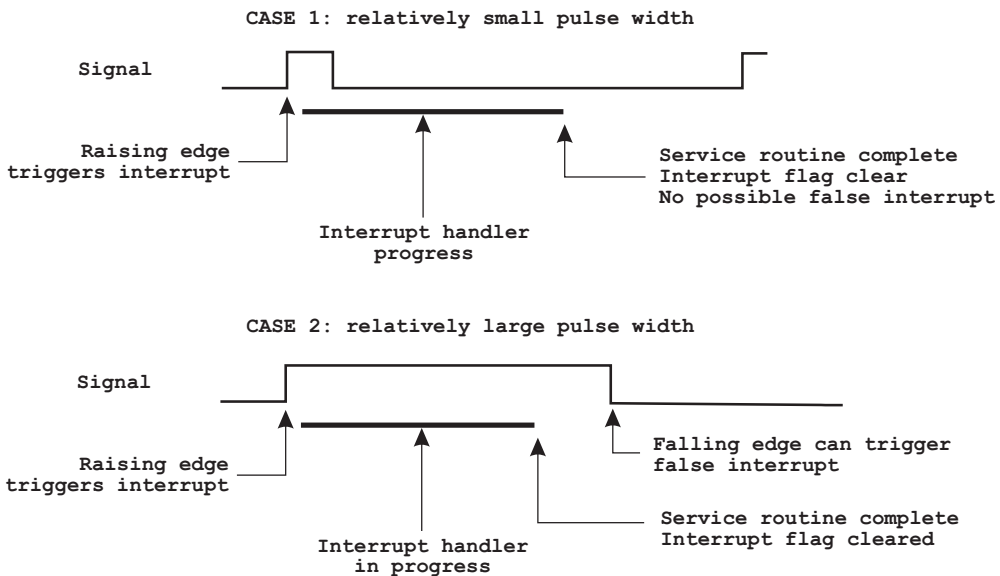 CASE 1: relatively small pulse width
Signal
Raising edge
triggers interrupt
Service routine complete
Interrupt flag clear
No possible false interrupt
Interrupt handler
progress
CASE 2: relatively large pulse width
Signal
Raising edge
triggers interrupt
Falling edge can trigger
false interrupt
Service routine complete
Interrupt flag cleared
Interrupt handler
in progress